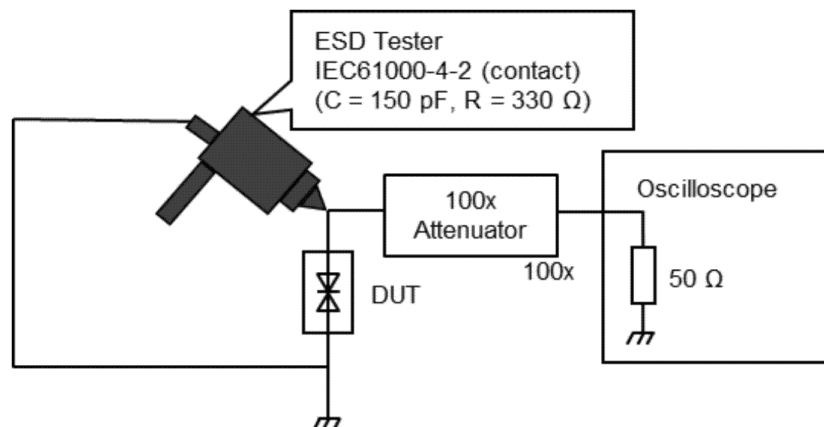 ESD Tester
IEC61000-4-2 (contact)
(C = 150 pF, R = 330 Ω)
100x
Attenuator
100x
Oscilloscope
50 Ω
DUT